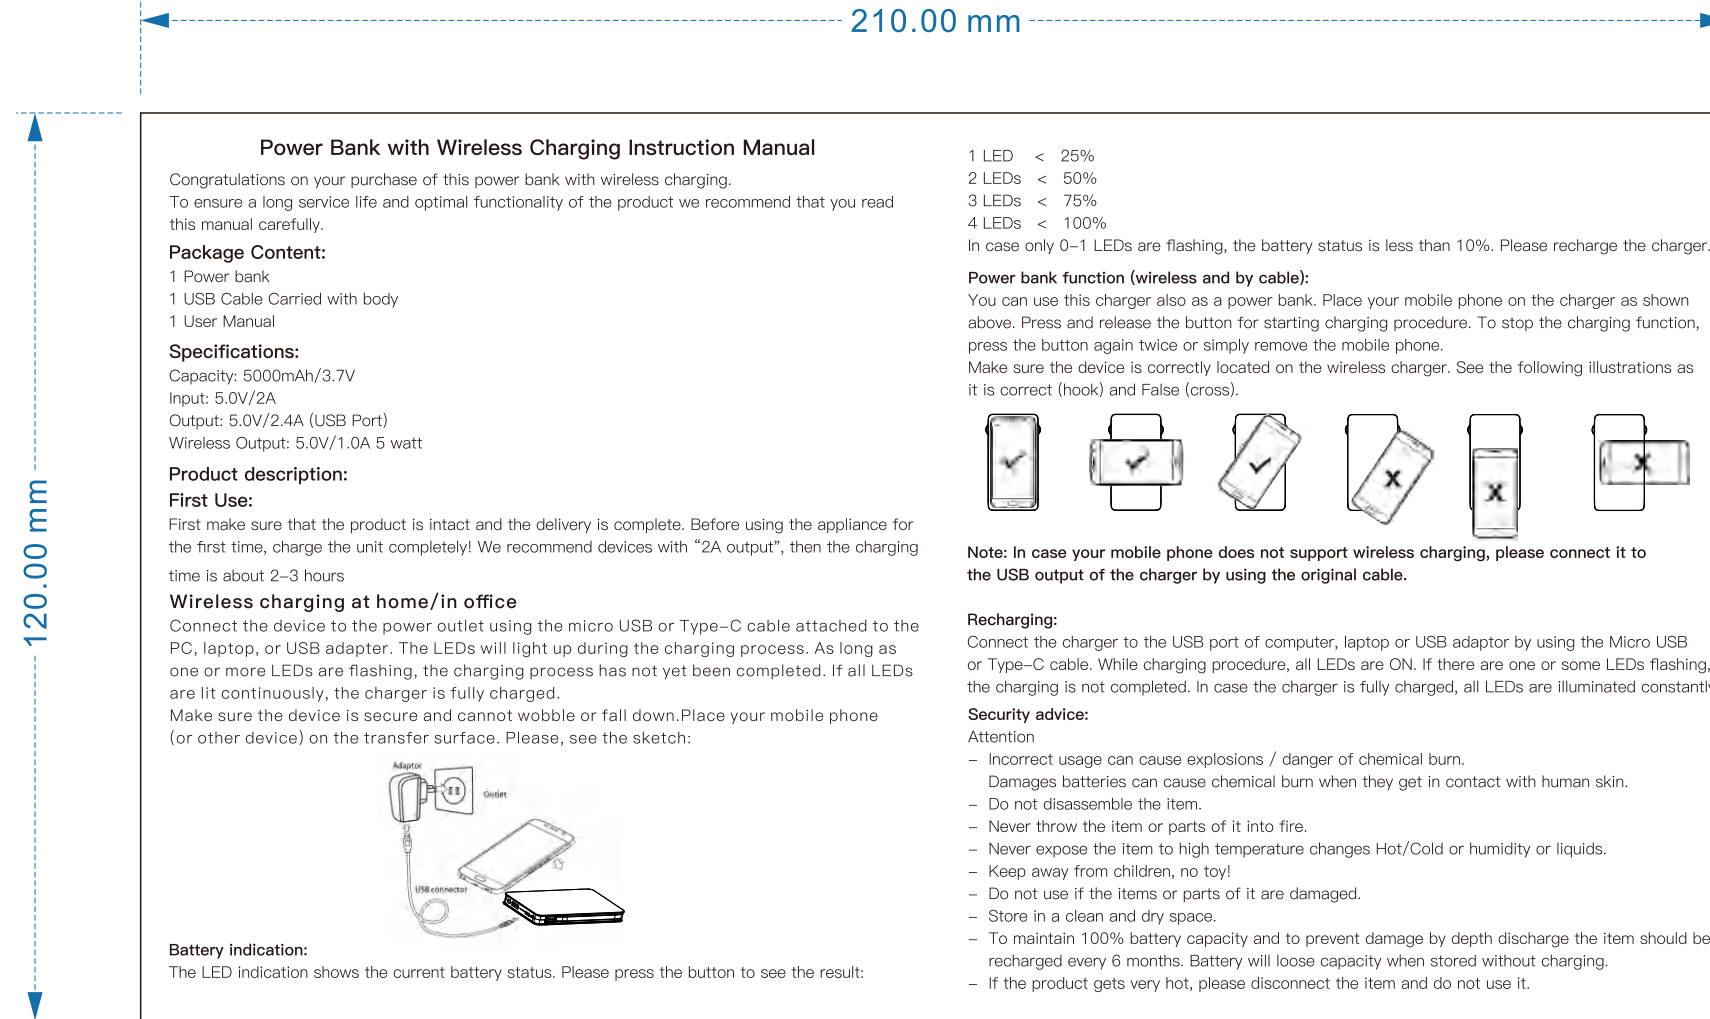 210.00 mm
120.00 mm
Power Bank with Wireless Charging Instruction Manual
Congratulations on your purchase of this power bank with wireless charging.
To ensure a long service life and optimal functionality of the product we recommend that you read
this manual carefully.
Package Content:
1 Power bank
1 USB Cable Carried with body
1 User Manual
Specifications:
Capacity: 5000mAh/3.7V
Input: 5.0V/2A
Output: 5.0V/2.4A (USB Port)
Wireless Output: 5.0V/1.0A 5 watt
Product description:
First Use:
First make sure that the product is intact and the delivery is complete. Before using the appliance for
the first time, charge the unit completely! We recommend devices with “2A output”, then the charging
time is about 2-3 hours
Wireless charging at home/in office
Connect the device to the power outlet using the micro USB or Type-C cable attached to the
PC, laptop, or USB adapter. The LEDs will light up during the charging process. As long as
one or more LEDs are flashing, the charging process has not yet been completed. If all LEDs
are lit continuously, the charger is fully charged.
Make sure the device is secure and cannot wobble or fall down.Place your mobile phone
(or other device) on the transfer surface. Please, see the sketch:
Adaptor
Outlet
USB connector
Battery indication:
The LED indication shows the current battery status. Please press the button to see the result:
1 LED < 25%
2 LEDs < 50%
3 LEDs < 75%
4 LEDs < 100%
In case only 0-1 LEDs are flashing, the battery status is less than 10%. Please recharge the charger.
Power bank function (wireless and by cable):
You can use this charger also as a power bank. Place your mobile phone on the charger as shown
above. Press and release the button for starting charging procedure. To stop the charging function,
press the button again twice or simply remove the mobile phone.
Make sure the device is correctly located on the wireless charger. See the following illustrations as
it is correct (hook) and False (cross).
Note: In case your mobile phone does not support wireless charging, please connect it to
the USB output of the charger by using the original cable.
Recharging:
Connect the charger to the USB port of computer, laptop or USB adaptor by using the Micro USB
or Type-C cable. While charging procedure, all LEDs are ON. If there are one or some LEDs flashing,
the charging is not completed. In case the charger is fully charged, all LEDs are illuminated constantly
Security advice:
Attention
- Incorrect usage can cause explosions / danger of chemical burn.
Damages batteries can cause chemical burn when they get in contact with human skin.
- Do not disassemble the item.
- Never throw the item or parts of it into fire.
- Never expose the item to high temperature changes Hot/Cold or humidity or liquids.
- Keep away from children, no toy!
- Do not use if the items or parts of it are damaged.
- Store in a clean and dry space.
- To maintain 100% battery capacity and to prevent damage by depth discharge the item should be
recharged every 6 months. Battery will loose capacity when stored without charging.
- If the product gets very hot, please disconnect the item and do not use it.